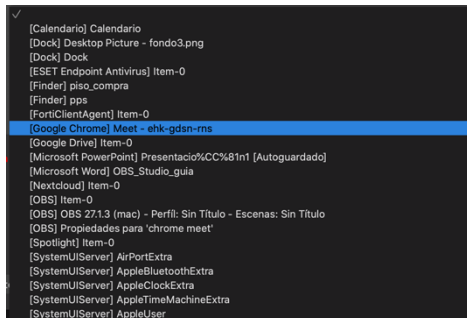 [Calendario] Calendario
[Dock] Desktop Picture - fondo3.png
[Dock] Dock
[ESET Endpoint Antivirus] Item-0
[Finder] piso_compra
[Finder] pps
[FortiClientAgent] Item-0
[Google Chrome] Meet - ehk-gdsn-rns
[Google Drive] Item-0
[Microsoft PowerPoint] Presentacio%CC%81n1 [Autoguardado]
[Microsoft Word] OBS_Studio_guia
[Nextcloud] Item-0
[OBS] Item-0
[OBS] OBS 27.1.3 (mac) - Perfil: Sin Título - Escenas: Sin Título
[OBS] Propiedades para 'chrome meet'
[Spotlight] Item-0
[SystemUIServer] AirPortExtra
[SystemUIServer] AppleBluetoothExtra
[SystemUIServer] AppleClockExtra
[SystemUIServer] AppleTimeMachineExtra
[SystemUIServer] AppleUser